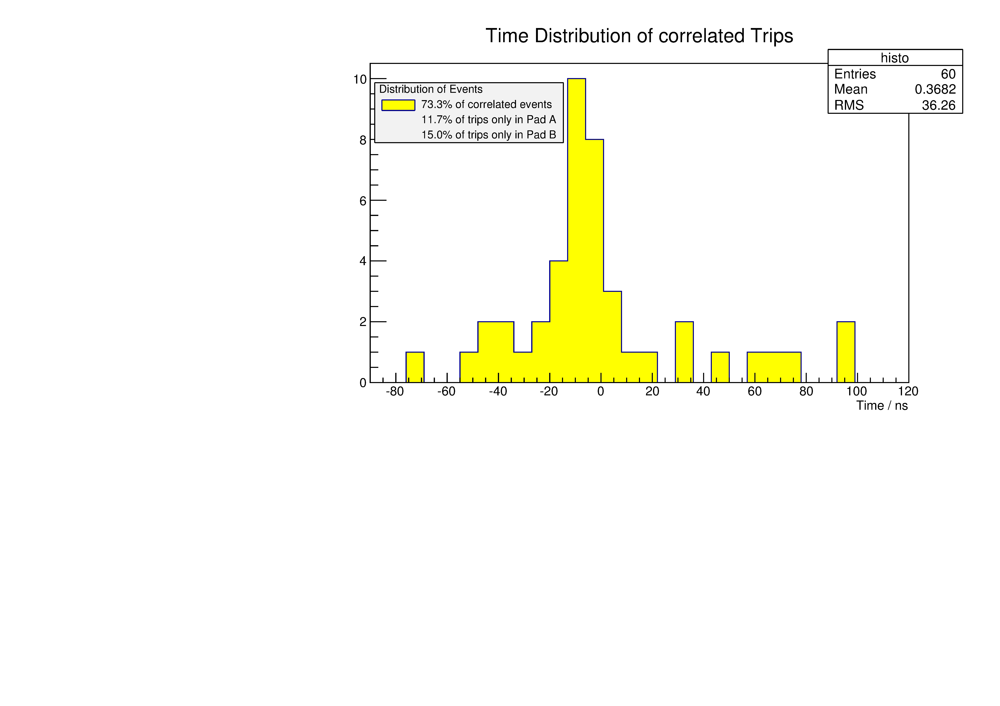 Time Distribution of correlated Trips
histo
Entries 60
Mean 0.3682
RMS 36.26
Distribution of Events
73.3% of correlated events
11.7% of trips only in Pad A
15.0% of trips only in Pad B
10
8
6
4
2
0
-80 -60 -40 -20 0 20 40 60 80 100 120
Time / ns